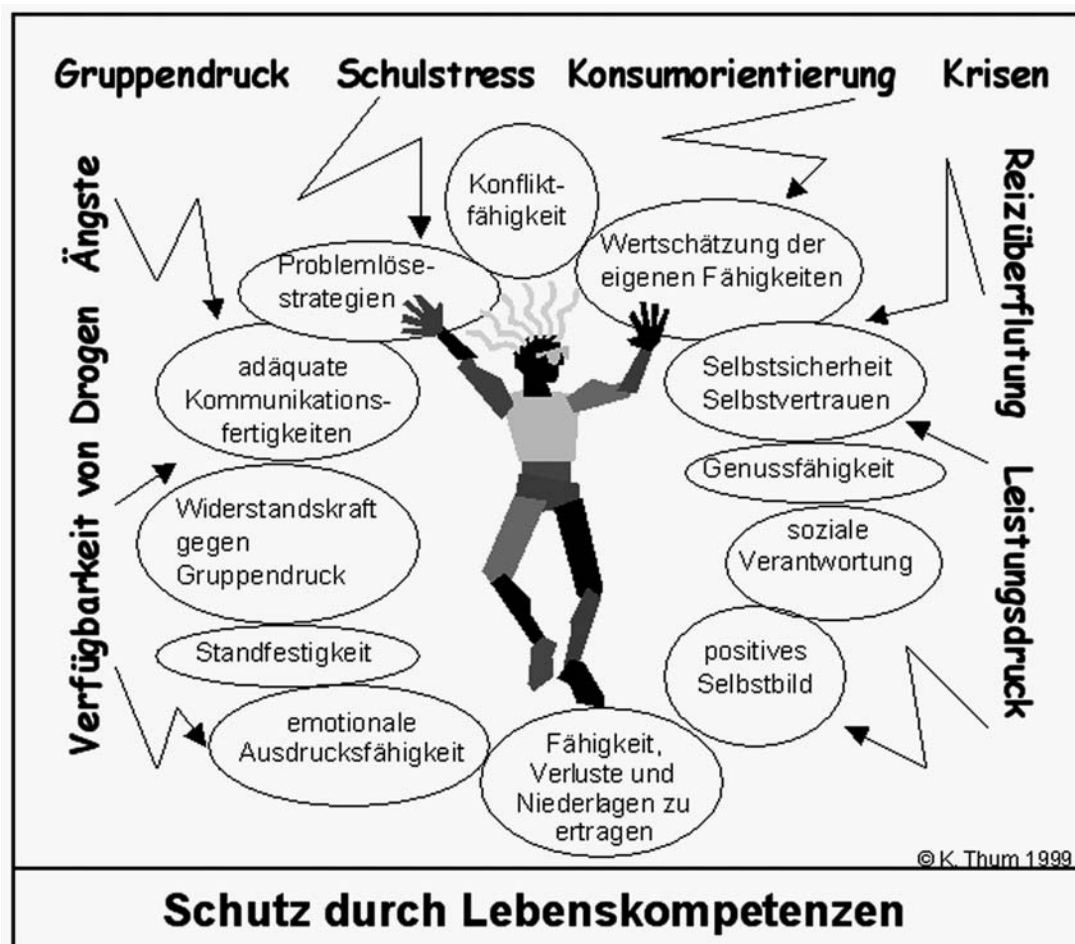 Gruppendruck Schulstress Konsumorientierung Krisen
Ängste
Verfügbarkeit von Drogen
Reizüberflutung
Leistungsdruck
Konflikt-
fähigkeit
Problemlöse-
strategien
Wertschätzung der
eigenen Fähigkeiten
adäquate
Kommunikations-
fertigkeiten
Selbstsicherheit
Selbstvertrauen
Genussfähigkeit
Widerstandskraft
gegen
Gruppendruck
soziale
Verantwortung
Standfestigkeit
positives
Selbstbild
emotionale
Ausdrucksfähigkeit
Fähigkeit,
Verluste und
Niederlagen zu
ertragen
© K. Thum 1999
Schutz durch Lebenskompetenzen